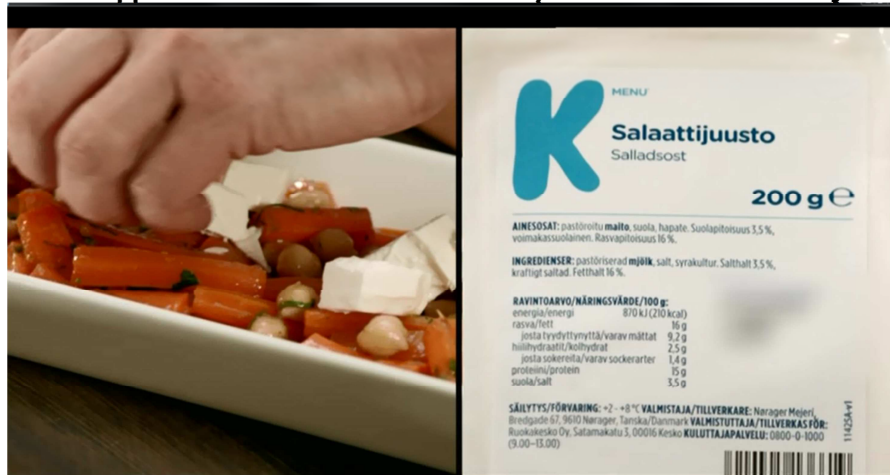 K
MENU
Salaattijuusto
Salladsost
200 g ℮
AINESOSAT: pastöroitu maito, suola, hapate. Suolapitoisuus 3,5 %,
voimakassuolainen. Rasvapitoisuus 16 %.
INGREDIENSER: pastöriserad mjölk, salt, syrakultur. Salthalt 3,5 %,
kraftigt saltad. Fetthalt 16 %.
RAVINTOARVO/NÄRINGSVÄRDE/100 g:
energia/energi 870 kJ (210 kcal)
rasva/fett 16 g
josta tyydyttynyttä/varav mättat 9,2 g
hiilihydraatit/kolhydrat 2,5 g
josta sokereita/varav sockerarter 1,4 g
proteiini/protein 15 g
suola/salt 3,5 g
SÄILYTYS/FÖRVARING: +2 - +8 °C VALMISTAJA/TILLVERKARE: Nørager Mejeri,
Bredgade 67, 9610 Nørager, Tanska/Danmark VALMISTUTTAJA/TILLVERKAS FÖR:
Ruokakesko Oy, Satamakatu 3, 00016 Kesko KULUTTAJAPALVELU: 0800-0-1000
(9.00–13.00)
11425A-v1